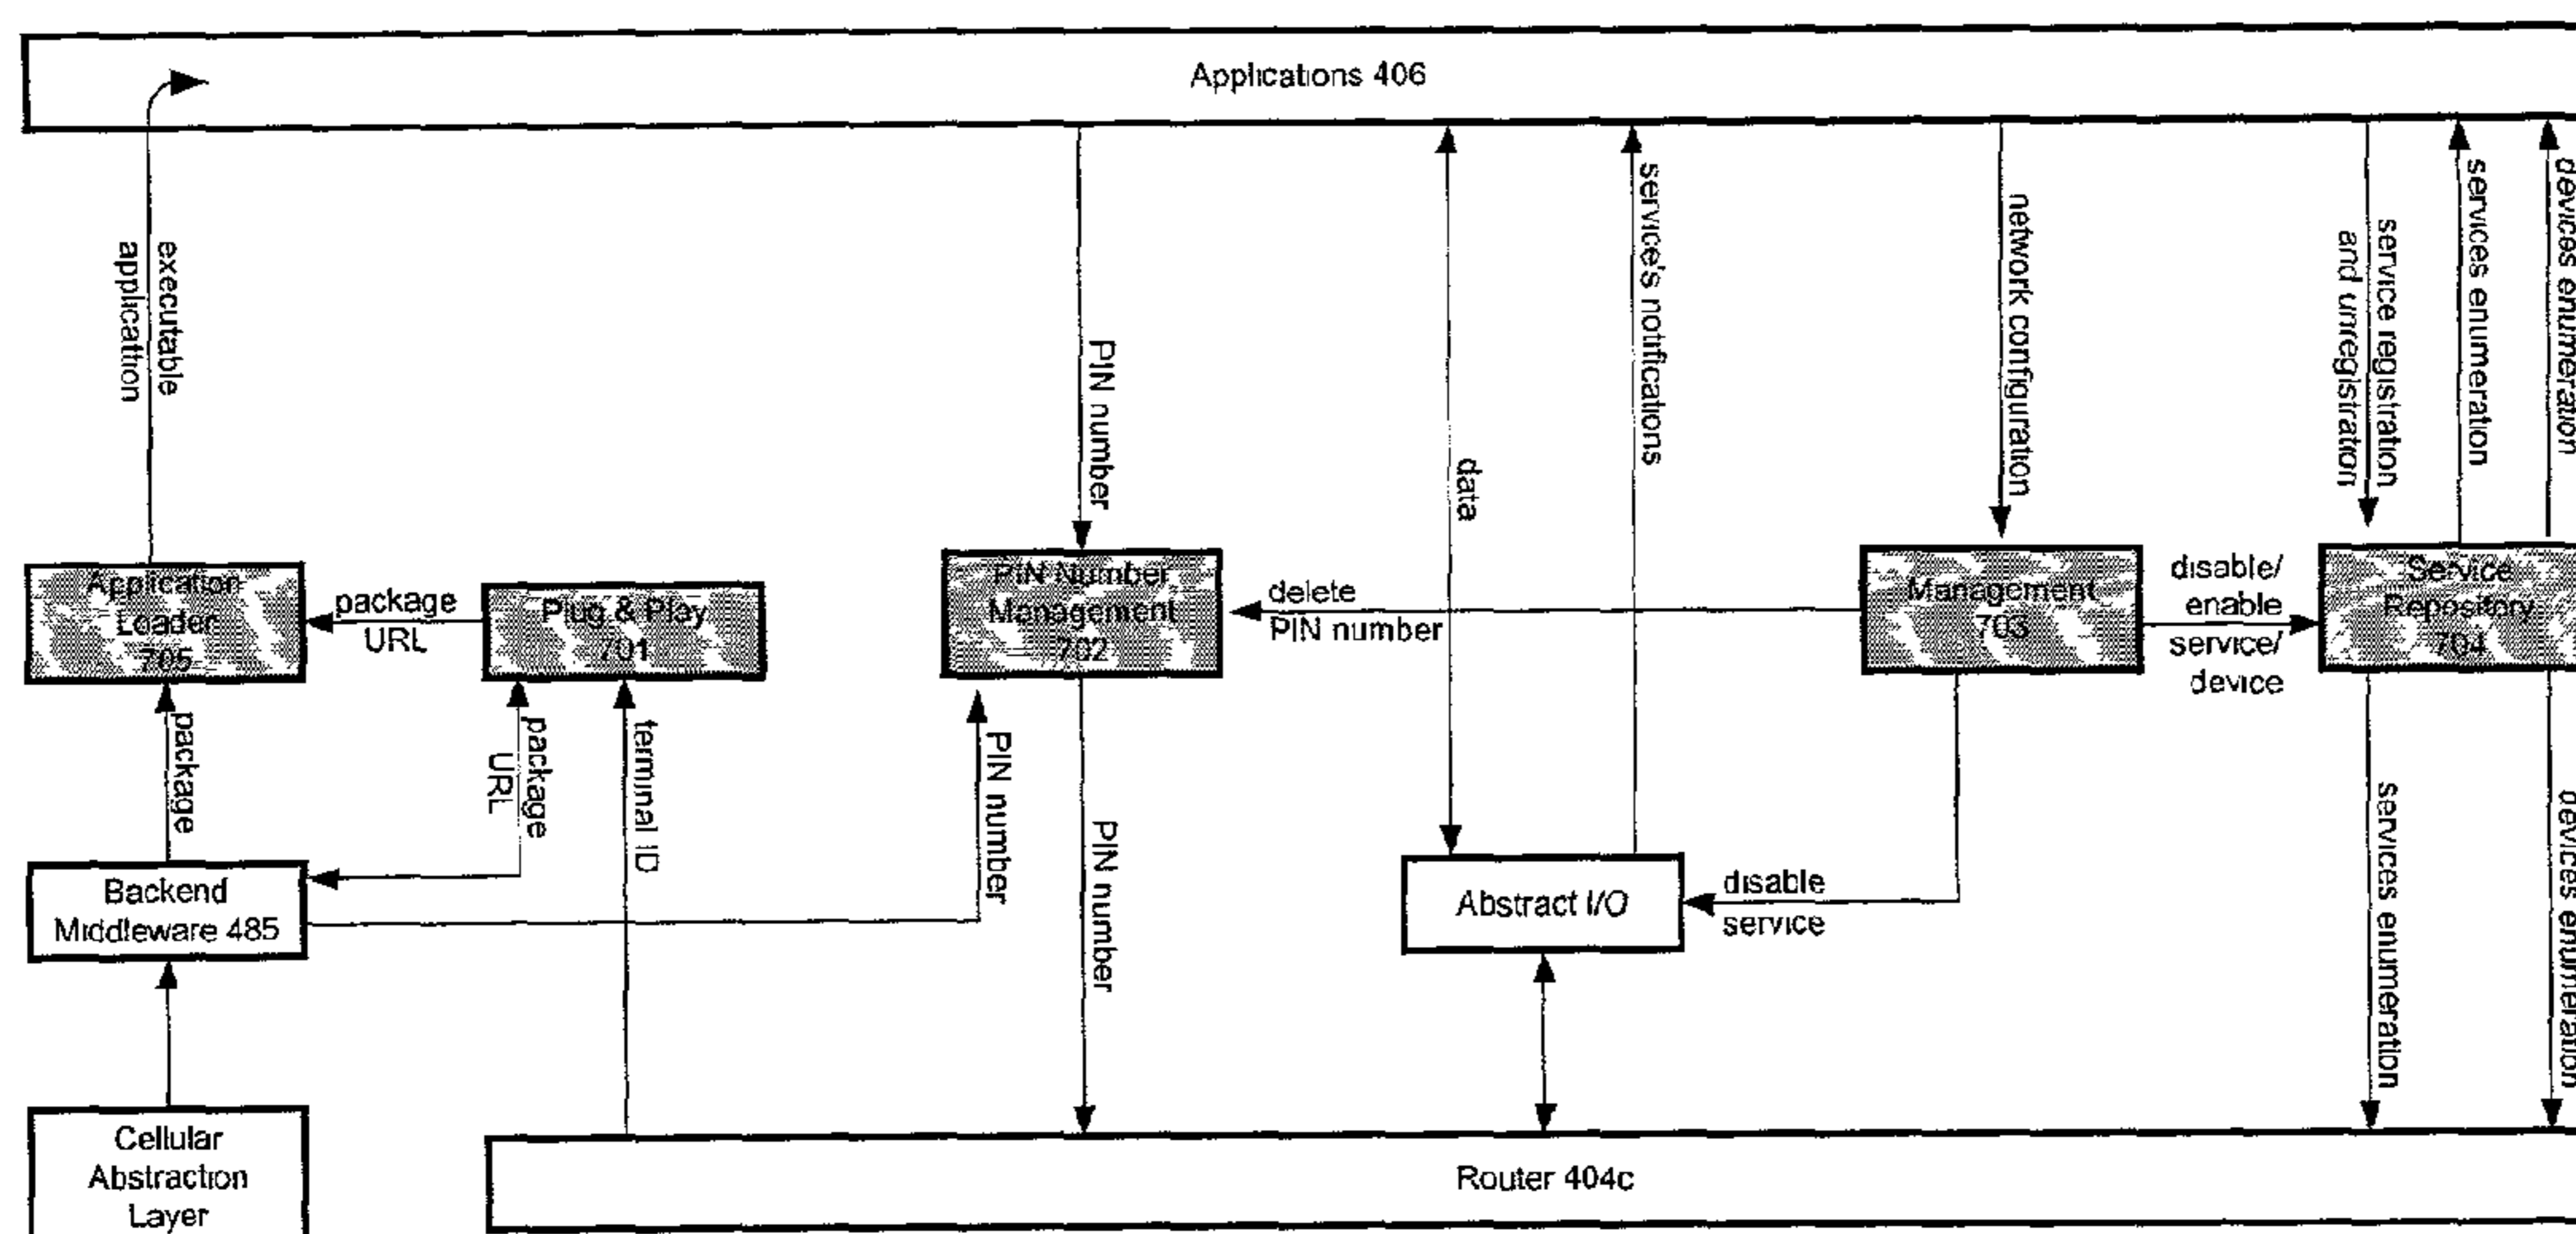 Applications 406
executable
application
PIN number
data
service's notifications
network configuration
service registration
and unregistration
services enumeration
devices enumeration
Application
Loader
705
package
URL
Plug & Play
701
PIN Number
Management
702
delete
PIN number
Management
703
disable/
enable
service/
device
Service
Repository
704
package
package
URL
terminal ID
PIN number
PIN number
services enumeration
devices enumeration
Backend
Middleware 485
Abstract I/O
disable
service
Cellular
Abstraction
Layer
Router 404c